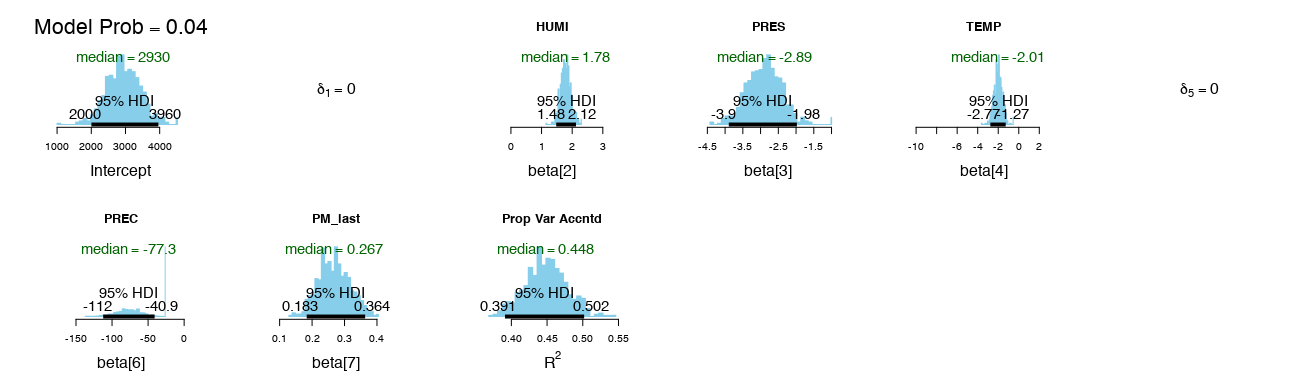 Model Prob = 0.04
HUMI
PRES
TEMP
median = 2930
median = 1.78
median = -2.89
median = -2.01
δ1 = 0
δ5 = 0
95% HDI
95% HDI
95% HDI
95% HDI
2000 3960
1.48 2.12
-3.9 -1.98
-2.77 -1.27
1000 2000 3000 4000
0 1 2 3
-4.5 -3.5 -2.5 -1.5
-10 -6 -4 -2 0 2
Intercept
beta[2]
beta[3]
beta[4]
PREC
PM_last
Prop Var Accntd
median = -77.3
median = 0.267
median = 0.448
95% HDI
95% HDI
95% HDI
-112 -40.9
0.183 0.364
0.391 0.502
-150 -100 -50 0
0.1 0.2 0.3 0.4
0.40 0.45 0.50 0.55
beta[6]
beta[7]
R²